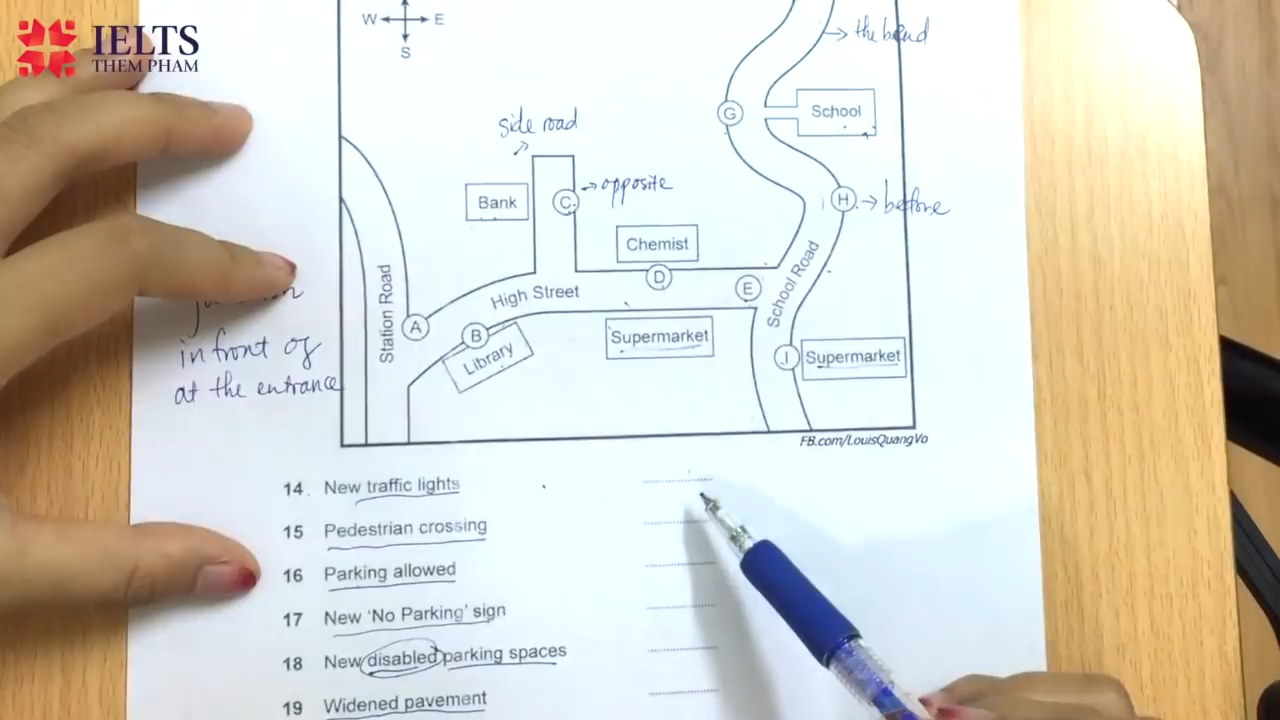 IELTS
THEM PHAM
W E
S
the bend
side road
G
School
Bank
C
opposite
H
before
Chemist
D
E
High Street
School Road
Station Road
A
B
Library
Supermarket
J
Supermarket
in front of
at the entrance
FB.com/LouisQuangVo
14. New traffic lights
15 Pedestrian crossing
16 Parking allowed
17 New 'No Parking' sign
18 New disabled parking spaces
19 Widened pavement